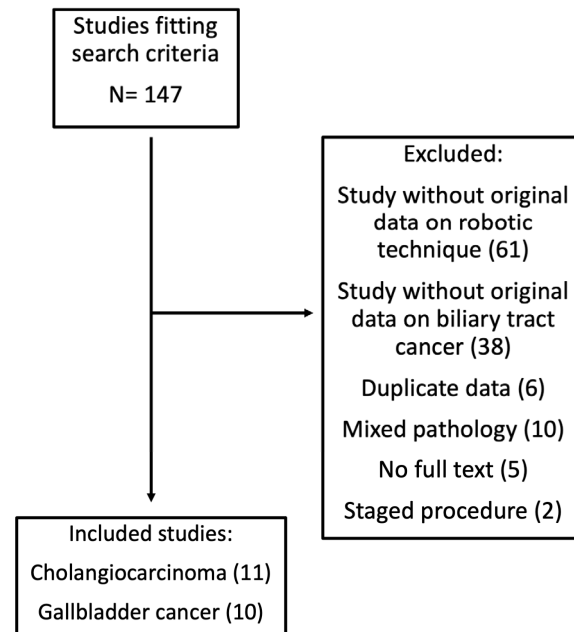 Studies fitting
search criteria
N= 147
Excluded:
Study without original
data on robotic
technique (61)
Study without original
data on biliary tract
cancer (38)
Duplicate data (6)
Mixed pathology (10)
No full text (5)
Staged procedure (2)
Included studies:
Cholangiocarcinoma (11)
Gallbladder cancer (10)